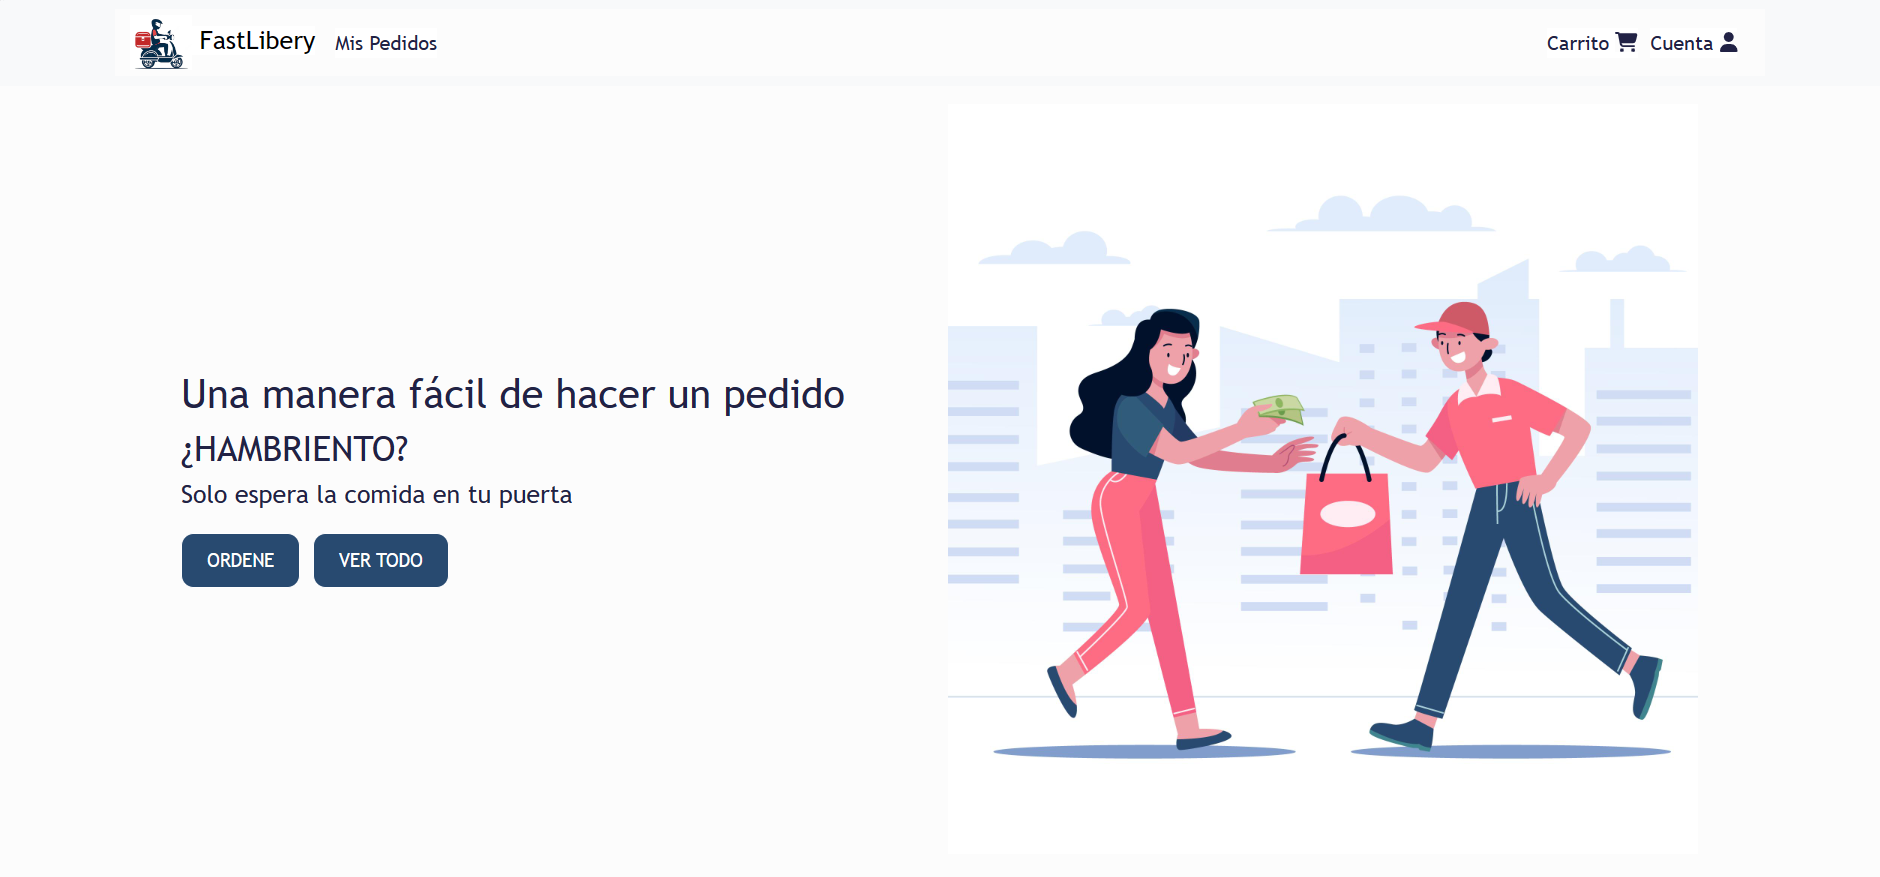 FastLibery
Mis Pedidos
Carrito
Cuenta
Una manera fácil de hacer un pedido
¿HAMBRIENTO?
Solo espera la comida en tu puerta
ORDENE
VER TODO